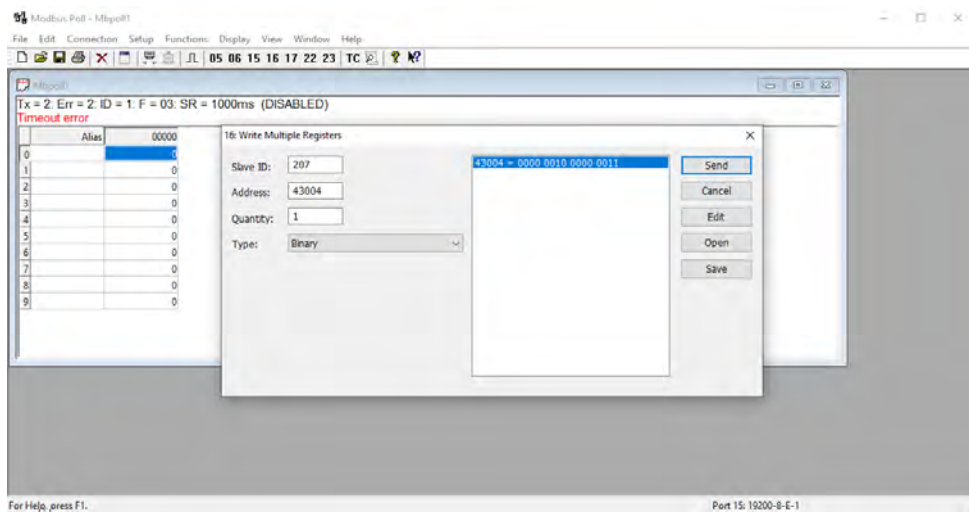 Modbus Poll - Mbpoll1
File Edit Connection Setup Functions Display View Window Help
05 06 15 16 17 22 23 TC
Mbpoll1
Tx = 2: Err = 2: ID = 1: F = 03: SR = 1000ms (DISABLED)
Timeout error
Alias 00000
0 0
1 0
2 0
3 0
4 0
5 0
6 0
7 0
8 0
9 0
16: Write Multiple Registers
Slave ID: 207
Address: 43004
Quantity: 1
Type: Binary
43004 = 0000 0010 0000 0011
Send
Cancel
Edit
Open
Save
For Help, press F1.
Port 15: 19200-8-E-1